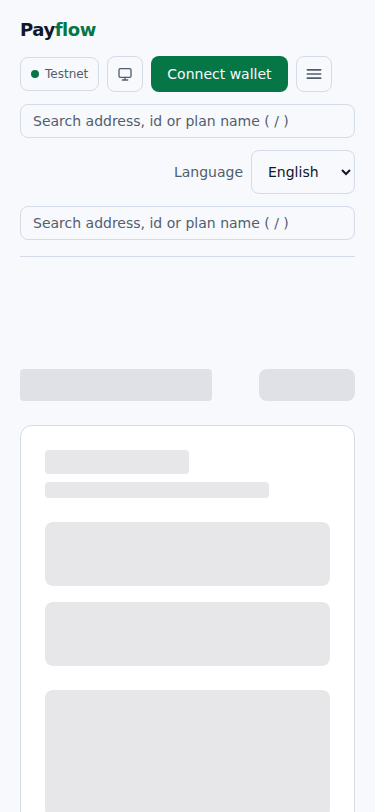 Payflow
Testnet
Connect wallet
Search address, id or plan name ( / )
Language
English
Search address, id or plan name ( / )